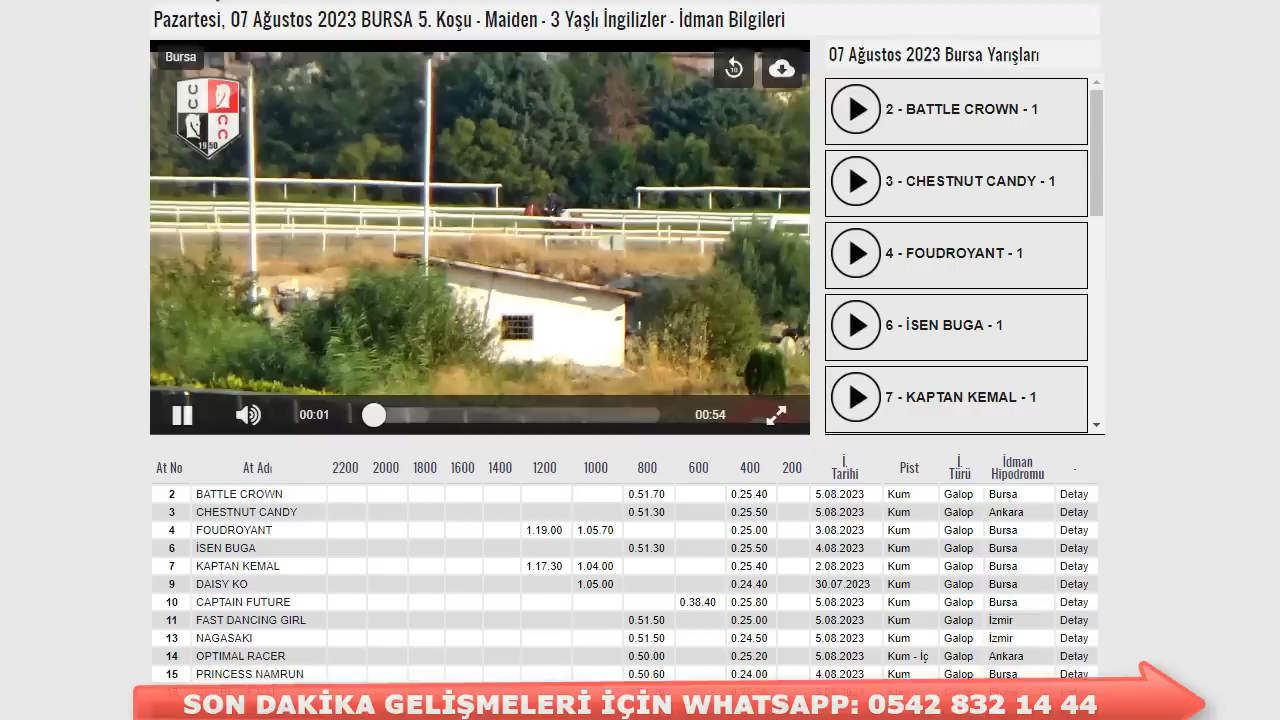 Pazartesi, 07 Ağustos 2023 BURSA 5. Koşu - Maiden - 3 Yaşlı İngilizler - İdman Bilgileri
Bursa
10
C C
C C
1950
00:01
00:54
07 Ağustos 2023 Bursa Yarışları
2 - BATTLE CROWN - 1
3 - CHESTNUT CANDY - 1
4 - FOUDROYANT - 1
6 - İSEN BUGA - 1
7 - KAPTAN KEMAL - 1
At No At Adı 2200 2000 1800 1600 1400 1200 1000 800 600 400 200 İ. Tarihi Pist İ. Türü İdman Hipodromu .
2 BATTLE CROWN 0.51.70 0.25.40 5.08.2023 Kum Galop Bursa Detay
3 CHESTNUT CANDY 0.51.30 0.25.50 5.08.2023 Kum Galop Ankara Detay
4 FOUDROYANT 1.19.00 1.05.70 0.25.00 3.08.2023 Kum Galop Bursa Detay
6 İSEN BUGA 0.51.30 0.25.50 4.08.2023 Kum Galop Bursa Detay
7 KAPTAN KEMAL 1.17.30 1.04.00 0.25.40 2.08.2023 Kum Galop Bursa Detay
9 DAISY KO 1.05.00 0.24.40 30.07.2023 Kum Galop Bursa Detay
10 CAPTAIN FUTURE 0.38.40 0.25.80 5.08.2023 Kum Galop Bursa Detay
11 FAST DANCING GIRL 0.51.50 0.25.00 5.08.2023 Kum Galop İzmir Detay
13 NAGASAKI 0.51.50 0.24.50 5.08.2023 Kum Galop İzmir Detay
14 OPTIMAL RACER 0.50.00 0.25.20 5.08.2023 Kum - İç Galop Ankara Detay
15 PRINCESS NAMRUN 0.50.60 0.24.00 4.08.2023 Kum Galop Bursa Detay
SON DAKİKA GELİŞMELERİ İÇİN WHATSAPP: 0542 832 14 44